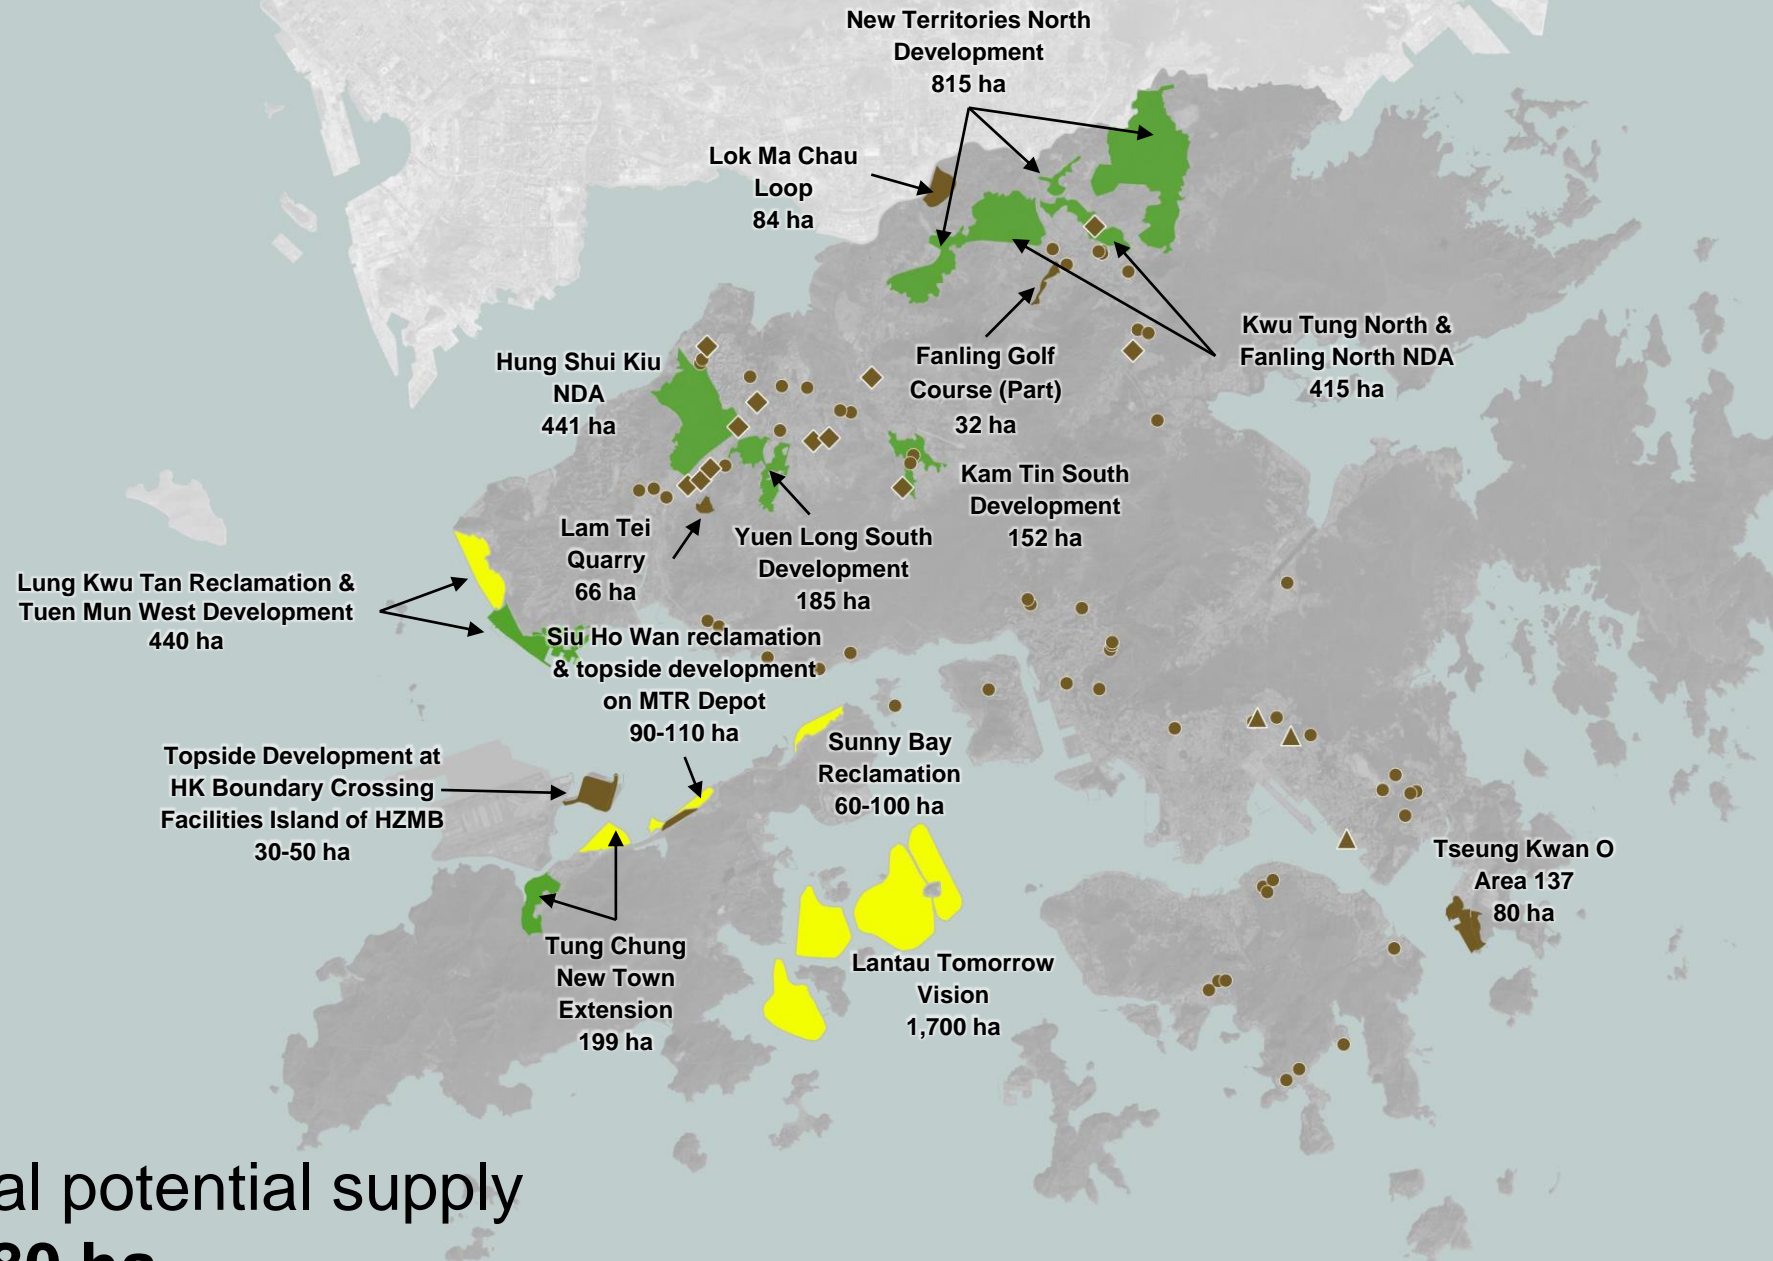 New Territories North
Development
815 ha
Lok Ma Chau
Loop
84 ha
Kwu Tung North &
Fanling North NDA
415 ha
Fanling Golf
Course (Part)
32 ha
Hung Shui Kiu
NDA
441 ha
Kam Tin South
Development
152 ha
Lam Tei
Quarry
66 ha
Yuen Long South
Development
185 ha
Lung Kwu Tan Reclamation &
Tuen Mun West Development
440 ha
Siu Ho Wan reclamation
& topside development
on MTR Depot
90-110 ha
Sunny Bay
Reclamation
60-100 ha
Topside Development at
HK Boundary Crossing
Facilities Island of HZMB
30-50 ha
Tseung Kwan O
Area 137
80 ha
Tung Chung
New Town
Extension
199 ha
Lantau Tomorrow
Vision
1,700 ha
al potential supply
80 ha